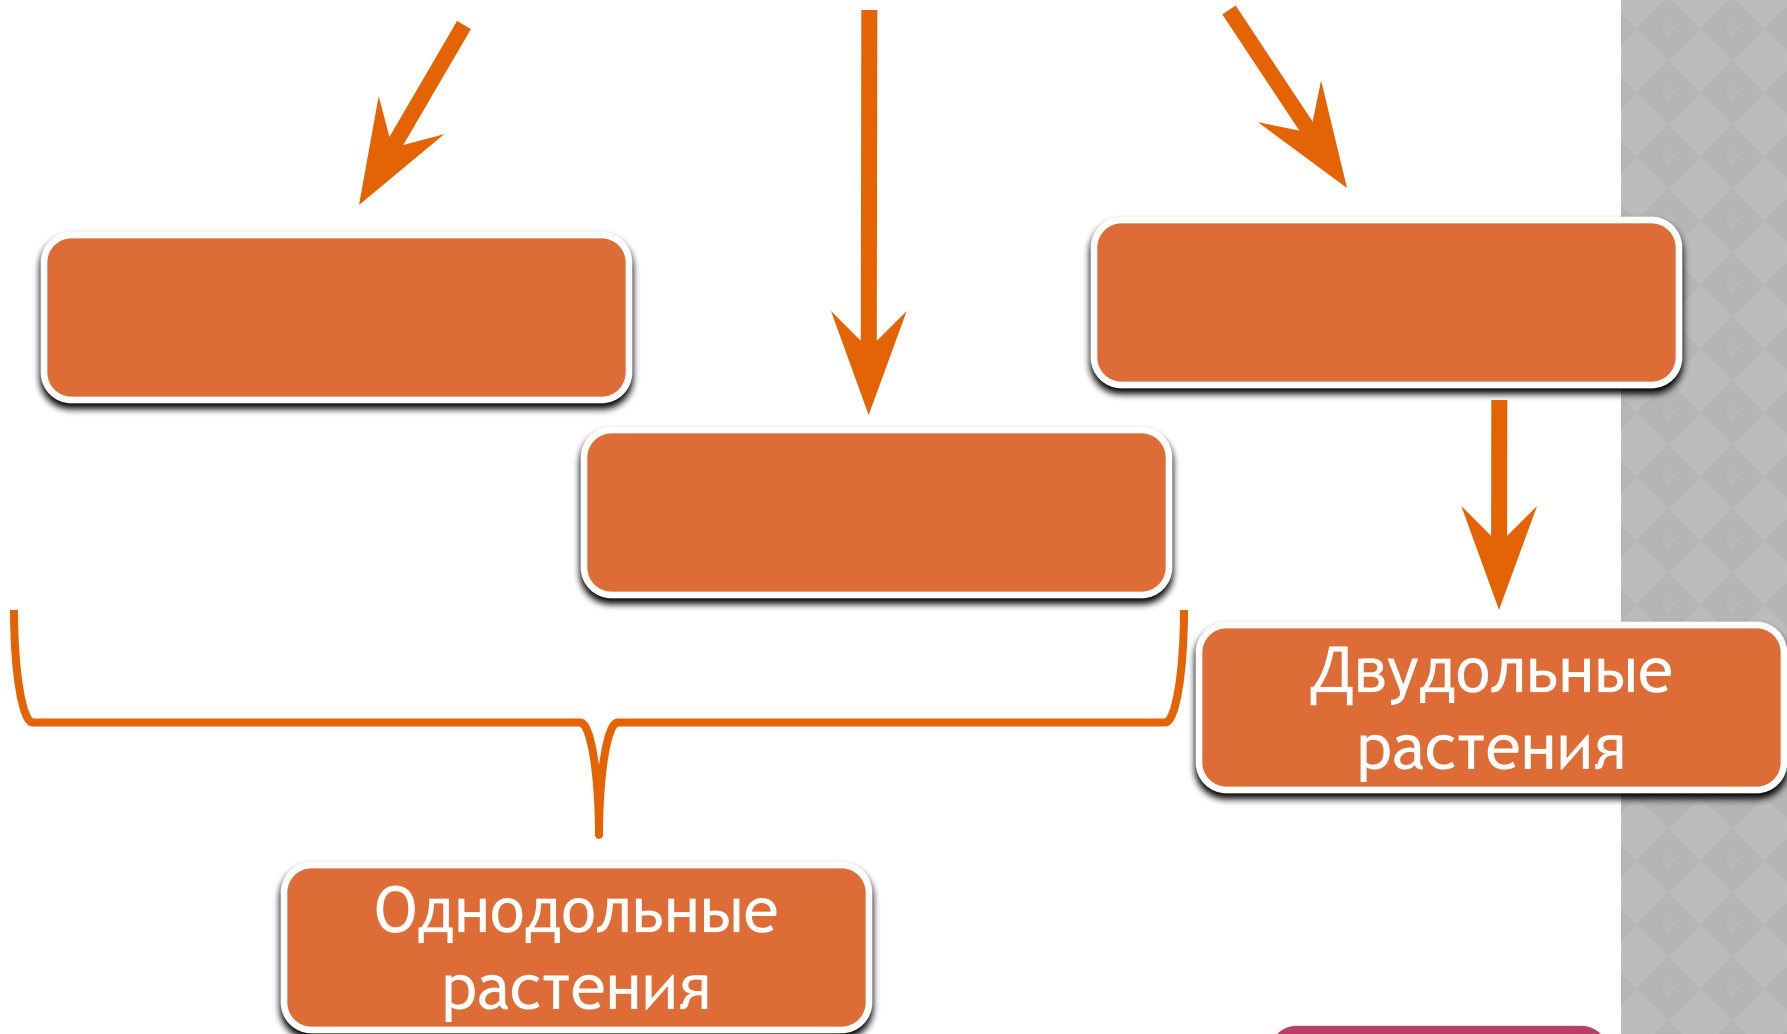 Двудольные
растения
Однодольные
растения